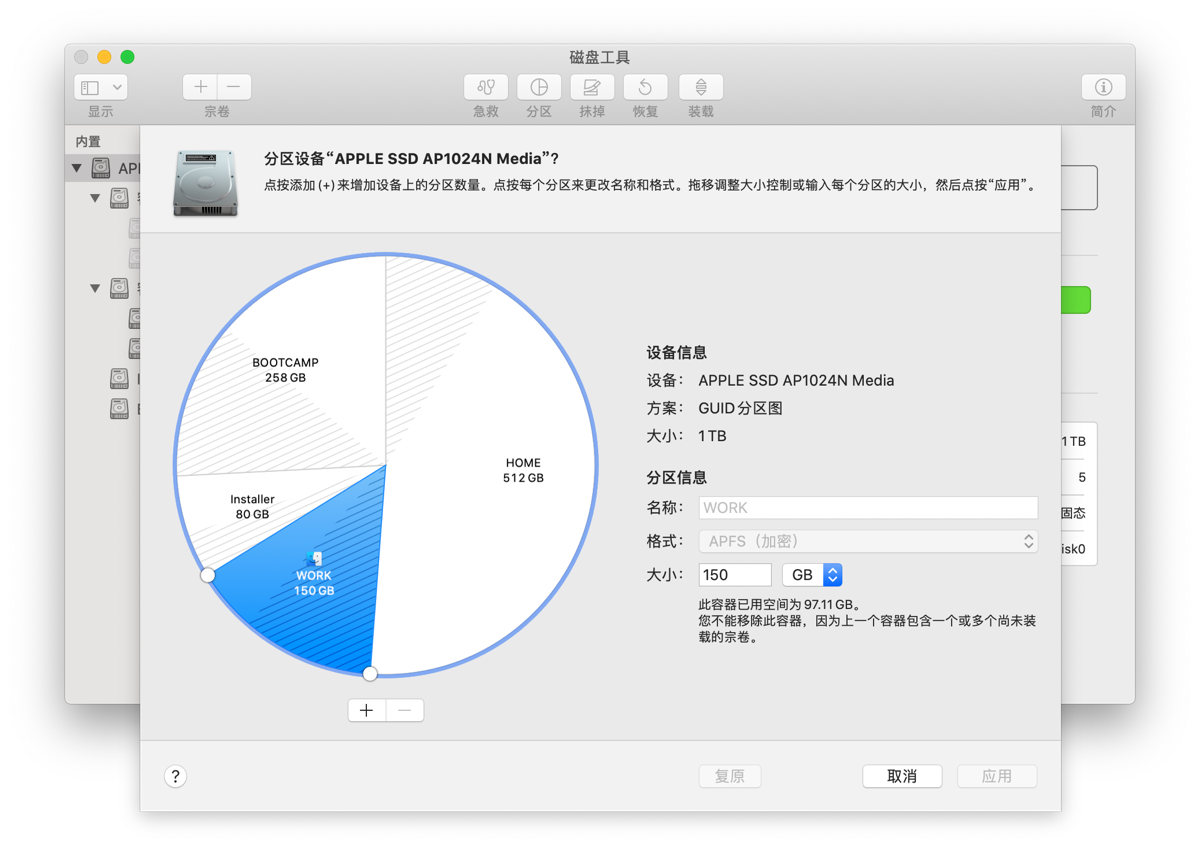 磁盘工具
显示
宗卷
急救
分区
抹掉
恢复
装载
简介
内置
APPL
分区设备“APPLE SSD AP1024N Media”?
点按添加 (+) 来增加设备上的分区数量。点按每个分区来更改名称和格式。拖移调整大小控制或输入每个分区的大小，然后点按“应用”。
BOOTCAMP
258 GB
HOME
512 GB
Installer
80 GB
WORK
150 GB
设备信息
设备： APPLE SSD AP1024N Media
方案： GUID 分区图
大小： 1 TB
分区信息
名称： WORK
格式： APFS（加密）
大小： 150 GB
此容器已用空间为 97.11 GB。
您不能移除此容器，因为上一个容器包含一个或多个尚未装
载的宗卷。
1 TB
5
固态
isk0
+ −
?
复原
取消
应用